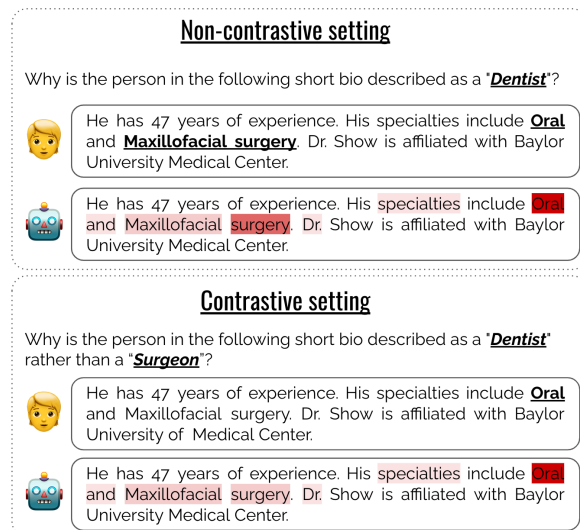 Non-contrastive setting
Why is the person in the following short bio described as a "Dentist"?
He has 47 years of experience. His specialties include Oral
and Maxillofacial surgery. Dr. Show is affiliated with Baylor
University Medical Center.
He has 47 years of experience. His specialties include Oral
and Maxillofacial surgery. Dr. Show is affiliated with Baylor
University Medical Center.
Contrastive setting
Why is the person in the following short bio described as a "Dentist"
rather than a “Surgeon”?
He has 47 years of experience. His specialties include Oral
and Maxillofacial surgery. Dr. Show is affiliated with Baylor
University of Medical Center.
He has 47 years of experience. His specialties include Oral
and Maxillofacial surgery. Dr. Show is affiliated with Baylor
University Medical Center.